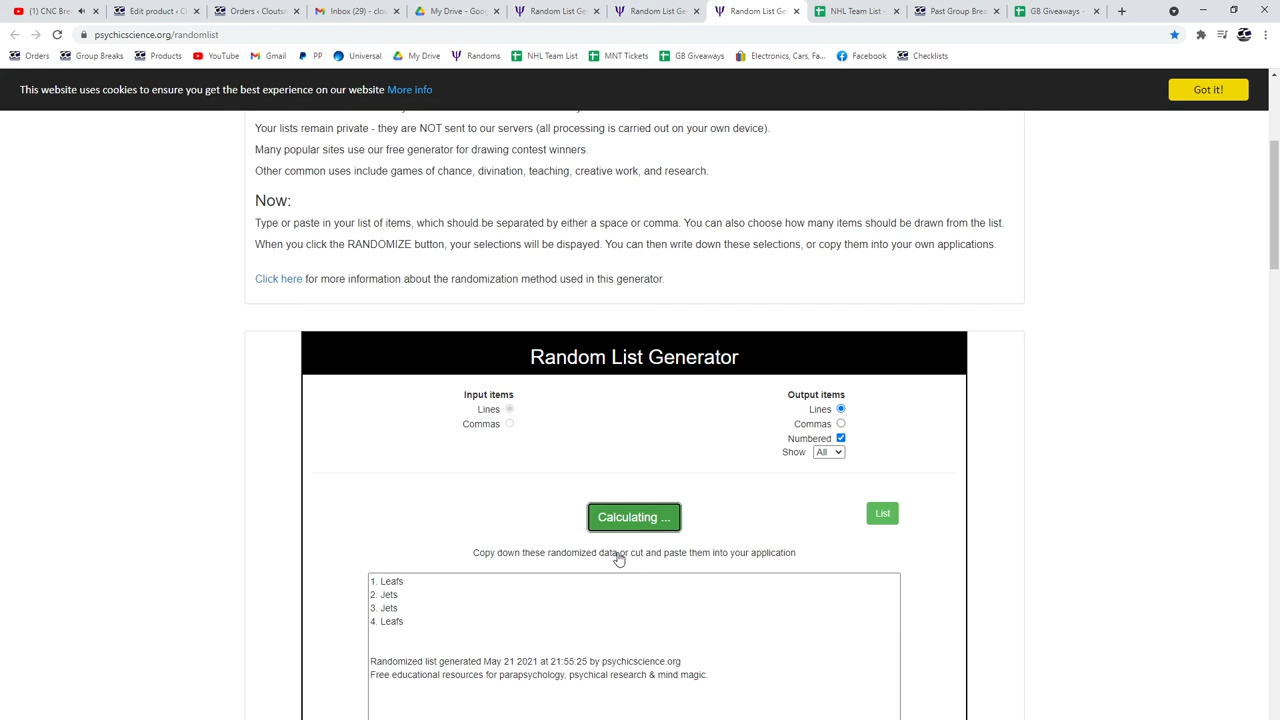 (1) CNC Bre
Edit product ‹ C
Orders ‹ Clouts
Inbox (29) - clo
My Drive - Goog
Random List Ge
Random List Ge
Random List Ge
NHL Team List -
Past Group Bre
GB Giveaways -
psychicscience.org/randomlist
Orders
Group Breaks
Products
YouTube
Gmail
PP
Universal
My Drive
Randoms
NHL Team List
MNT Tickets
GB Giveaways
Electronics, Cars, Fa...
Facebook
Checklists
This website uses cookies to ensure you get the best experience on our website More info
Got it!
Your lists remain private - they are NOT sent to our servers (all processing is carried out on your own device).
Many popular sites use our free generator for drawing contest winners.
Other common uses include games of chance, divination, teaching, creative work, and research.
Now:
Type or paste in your list of items, which should be separated by either a space or comma. You can also choose how many items should be drawn from the list.
When you click the RANDOMIZE button, your selections will be dispayed. You can then write down these selections, or copy them into your own applications.
Click here for more information about the randomization method used in this generator.
Random List Generator
Input items
Lines
Commas
Output items
Lines
Commas
Numbered
Show All
Calculating ...
List
Copy down these randomized data or cut and paste them into your application
1. Leafs
2. Jets
3. Jets
4. Leafs
Randomized list generated May 21 2021 at 21:55:25 by psychicscience.org
Free educational resources for parapsychology, psychical research & mind magic.